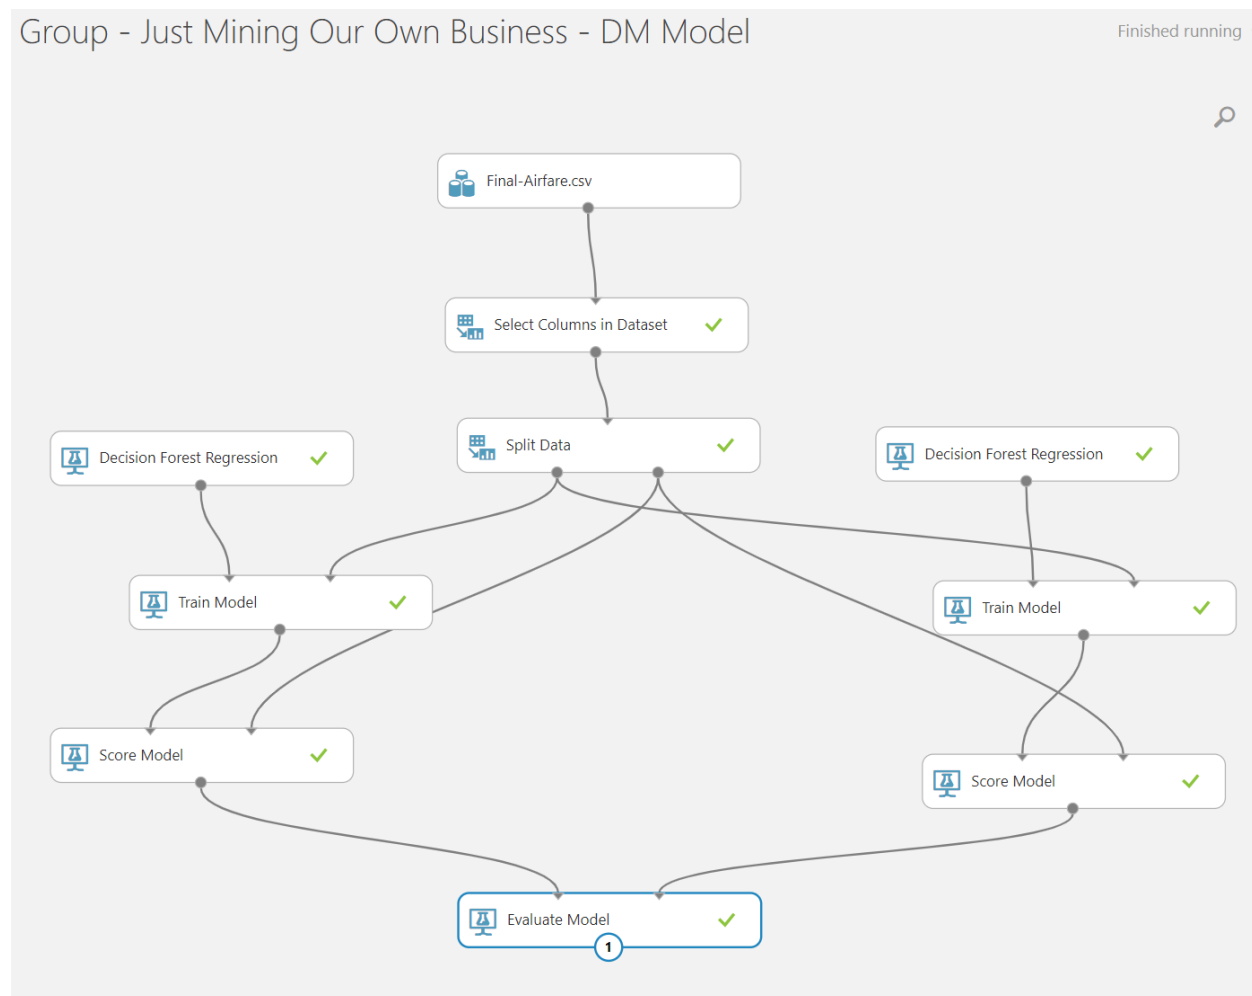 Group - Just Mining Our Own Business - DM Model
Finished running
Final-Airfare.csv
Select Columns in Dataset
Split Data
Decision Forest Regression
Decision Forest Regression
Train Model
Train Model
Score Model
Score Model
Evaluate Model
1